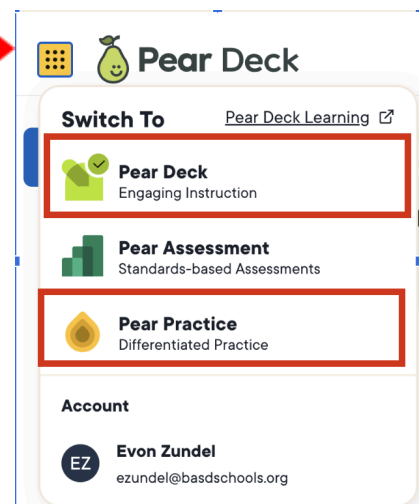 Pear Deck
Switch To Pear Deck Learning
Pear Deck
Engaging Instruction
Pear Assessment
Standards-based Assessments
Pear Practice
Differentiated Practice
Account
EZ
Evon Zundel
ezundel@basdschools.org